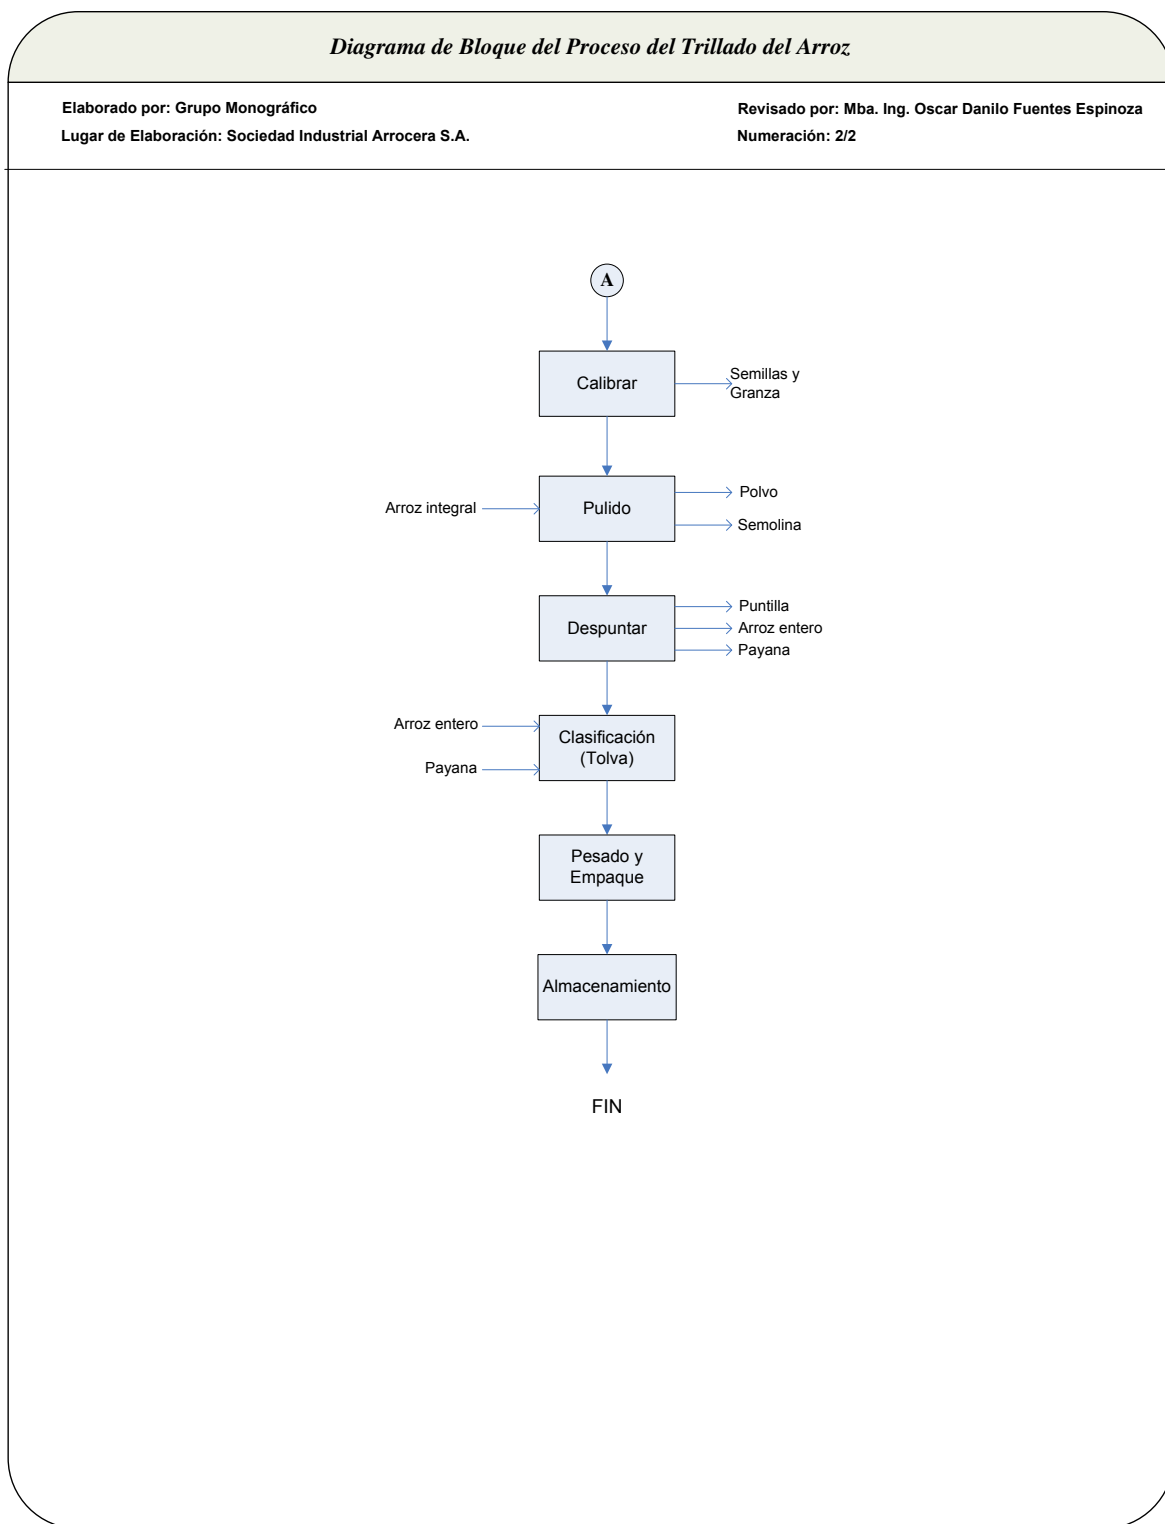 Diagrama de Bloque del Proceso del Trillado del Arroz
Elaborado por: Grupo Monográfico
Revisado por: Mba. Ing. Oscar Danilo Fuentes Espinoza
Lugar de Elaboración: Sociedad Industrial Arrocera S.A.
Numeración: 2/2
A
Calibrar
Semillas y
Granza
Arroz integral
Pulido
Polvo
Semolina
Despuntar
Puntilla
Arroz entero
Payana
Arroz entero
Payana
Clasificación
(Tolva)
Pesado y
Empaque
Almacenamiento
FIN